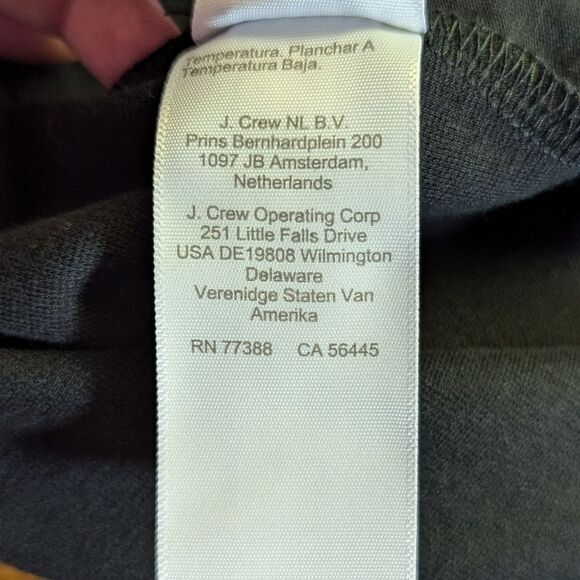 Temperatura. Planchar A
Temperatura Baja.
J. Crew NL B.V.
Prins Bernhardplein 200
1097 JB Amsterdam,
Netherlands
J. Crew Operating Corp
251 Little Falls Drive
USA DE19808 Wilmington
Delaware
Verenidge Staten Van
Amerika
RN 77388 CA 56445